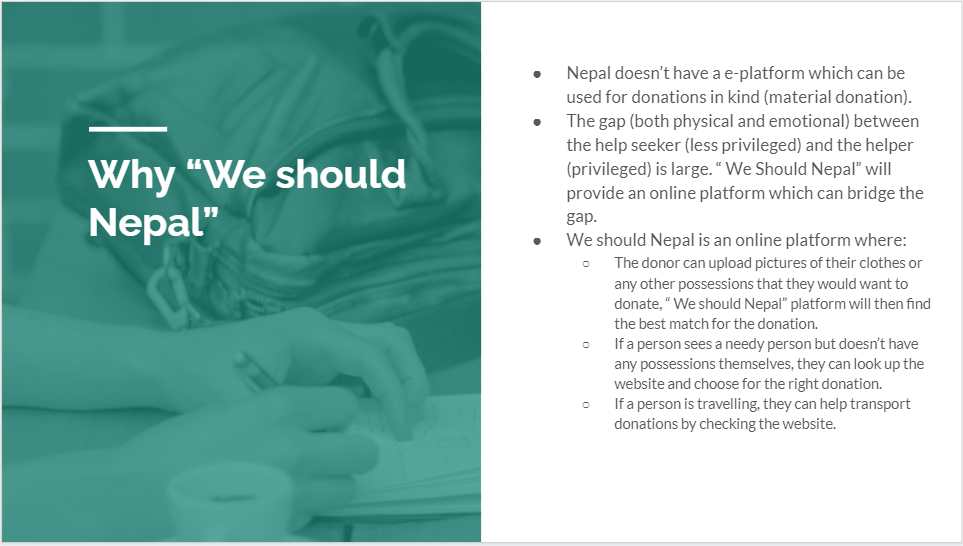 Why “We should
Nepal”
● Nepal doesn’t have a e-platform which can be
used for donations in kind (material donation).
● The gap (both physical and emotional) between
the help seeker (less privileged) and the helper
(privileged) is large. “ We Should Nepal” will
provide an online platform which can bridge the
gap.
● We should Nepal is an online platform where:
○ The donor can upload pictures of their clothes or
any other possessions that they would want to
donate, “ We should Nepal” platform will then find
the best match for the donation.
○ If a person sees a needy person but doesn’t have
any possessions themselves, they can look up the
website and choose for the right donation.
○ If a person is travelling, they can help transport
donations by checking the website.